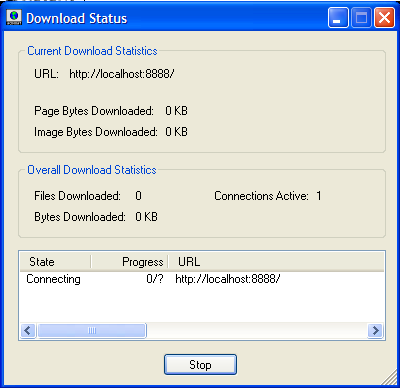 Download Status
Current Download Statistics
URL: http://localhost:8888/
Page Bytes Downloaded: 0 KB
Image Bytes Downloaded: 0 KB
Overall Download Statistics
Files Downloaded: 0 Connections Active: 1
Bytes Downloaded: 0 KB
State Progress URL
Connecting 0/? http://localhost:8888/
Stop